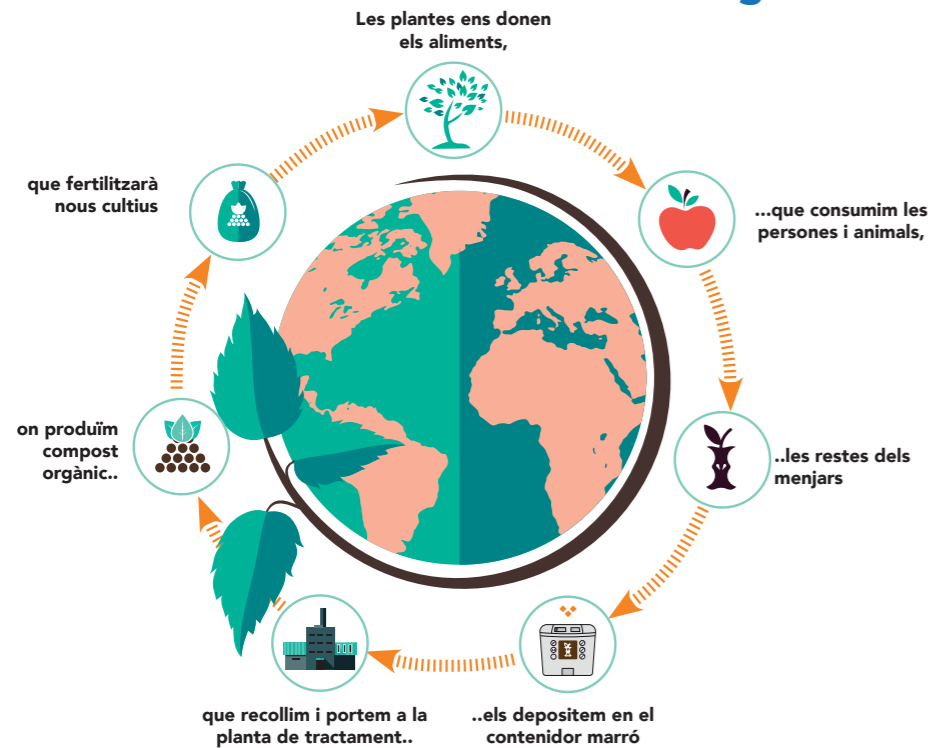 Les plantes ens donen
els aliments,
...que consumim les
persones i animals,
..les restes dels
menjars
..els depositem en el
contenidor marró
que recollim i portem a la
planta de tractament..
on produïm
compost
orgànic..
que fertilitzarà
nous cultius